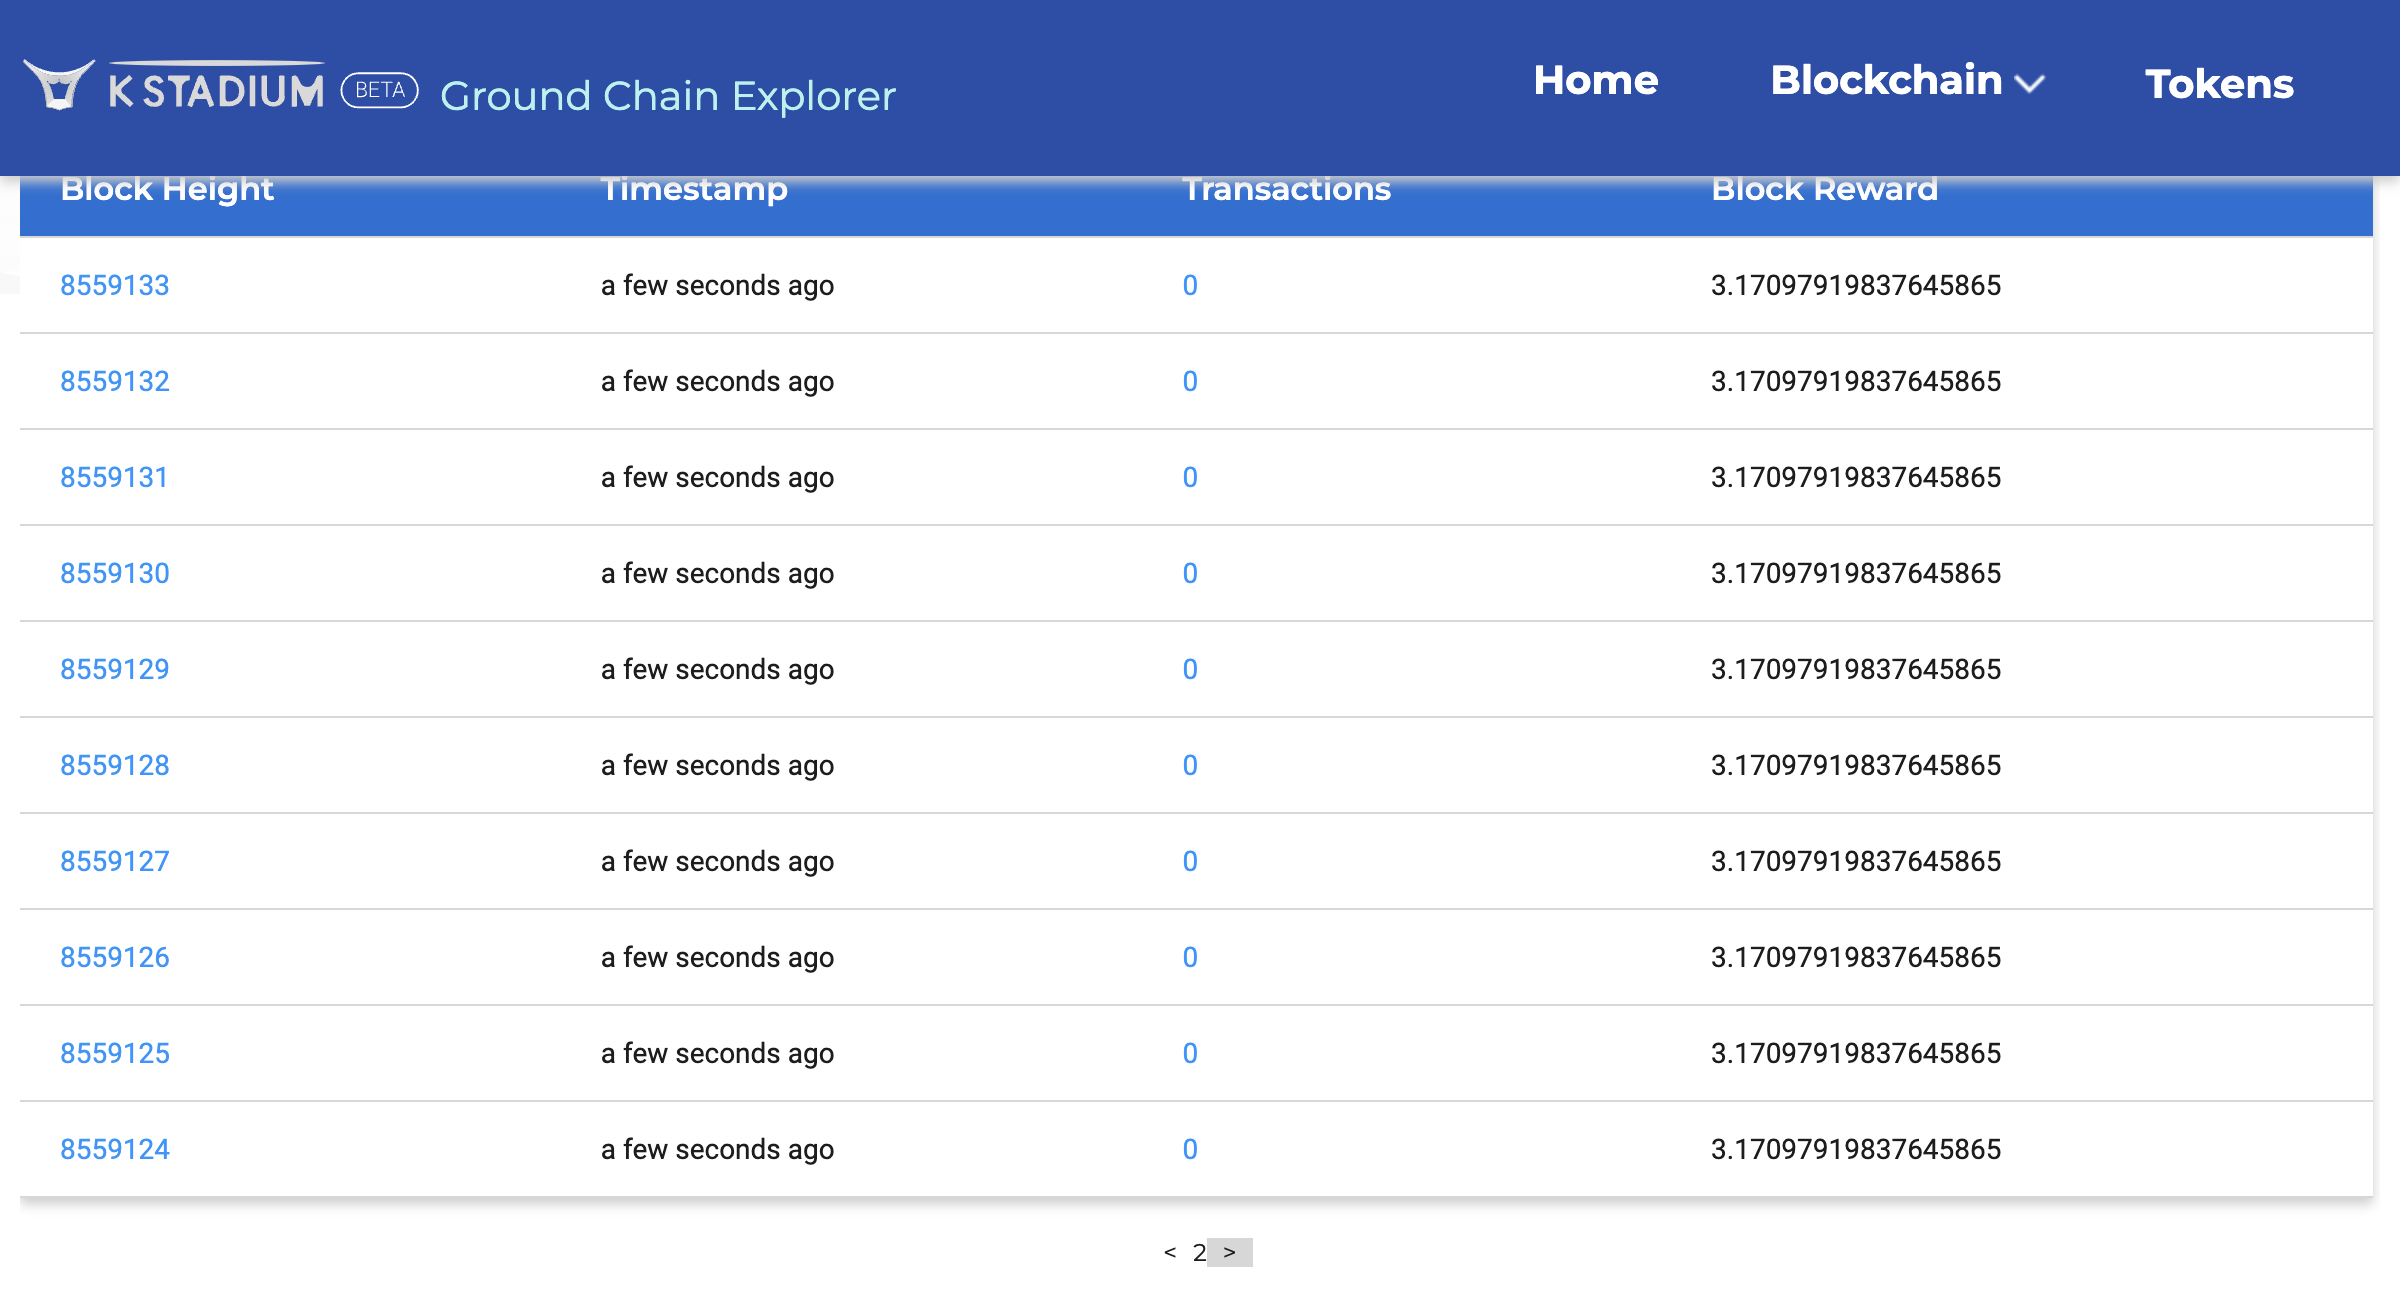 K STADIUM BETA Ground Chain Explorer Home Blockchain Tokens
Block Height Timestamp Transactions Block Reward
8559133 a few seconds ago 0 3.17097919837645865
8559132 a few seconds ago 0 3.17097919837645865
8559131 a few seconds ago 0 3.17097919837645865
8559130 a few seconds ago 0 3.17097919837645865
8559129 a few seconds ago 0 3.17097919837645865
8559128 a few seconds ago 0 3.17097919837645865
8559127 a few seconds ago 0 3.17097919837645865
8559126 a few seconds ago 0 3.17097919837645865
8559125 a few seconds ago 0 3.17097919837645865
8559124 a few seconds ago 0 3.17097919837645865
< 2 >